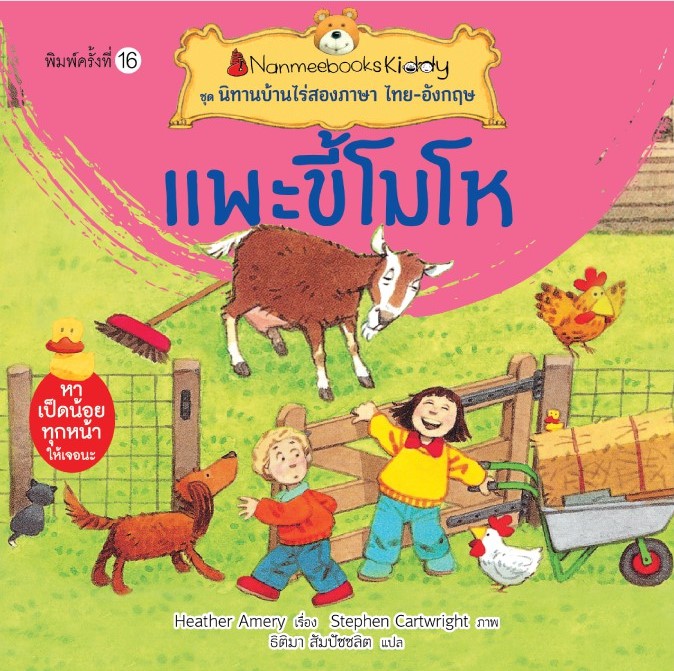 พิมพ์ครั้งที่ 16
Nanmeebooks Kiddy
ชุด นิทานบ้านไร่สองภาษา ไทย-อังกฤษ
แพะขี้โมโห
หา
เป็ดน้อย
ทุกหน้า
ให้เจอนะ
Heather Amery เรื่อง Stephen Cartwright ภาพ
ธิติมา สัมปัชชลิต แปล